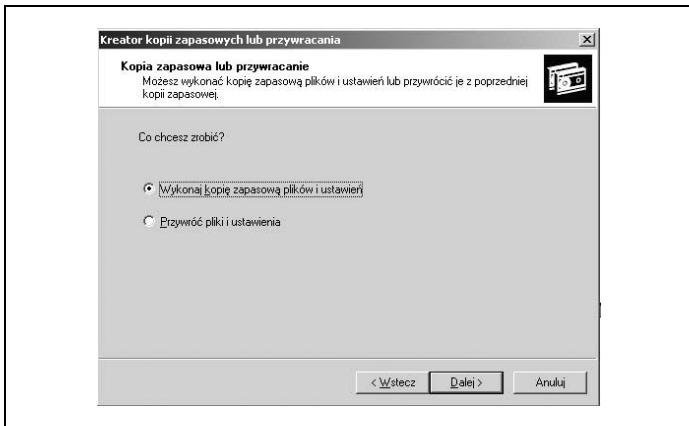 Kreator kopii zapasowych lub przywracania
Kopia zapasowa lub przywracanie
Możesz wykonać kopię zapasową plików i ustawień lub przywrócić je z poprzedniej
kopii zapasowej.
Co chcesz zrobić?
Wykonaj kopię zapasową plików i ustawień
Przywróć pliki i ustawienia
< Wstecz
Dalej >
Anuluj